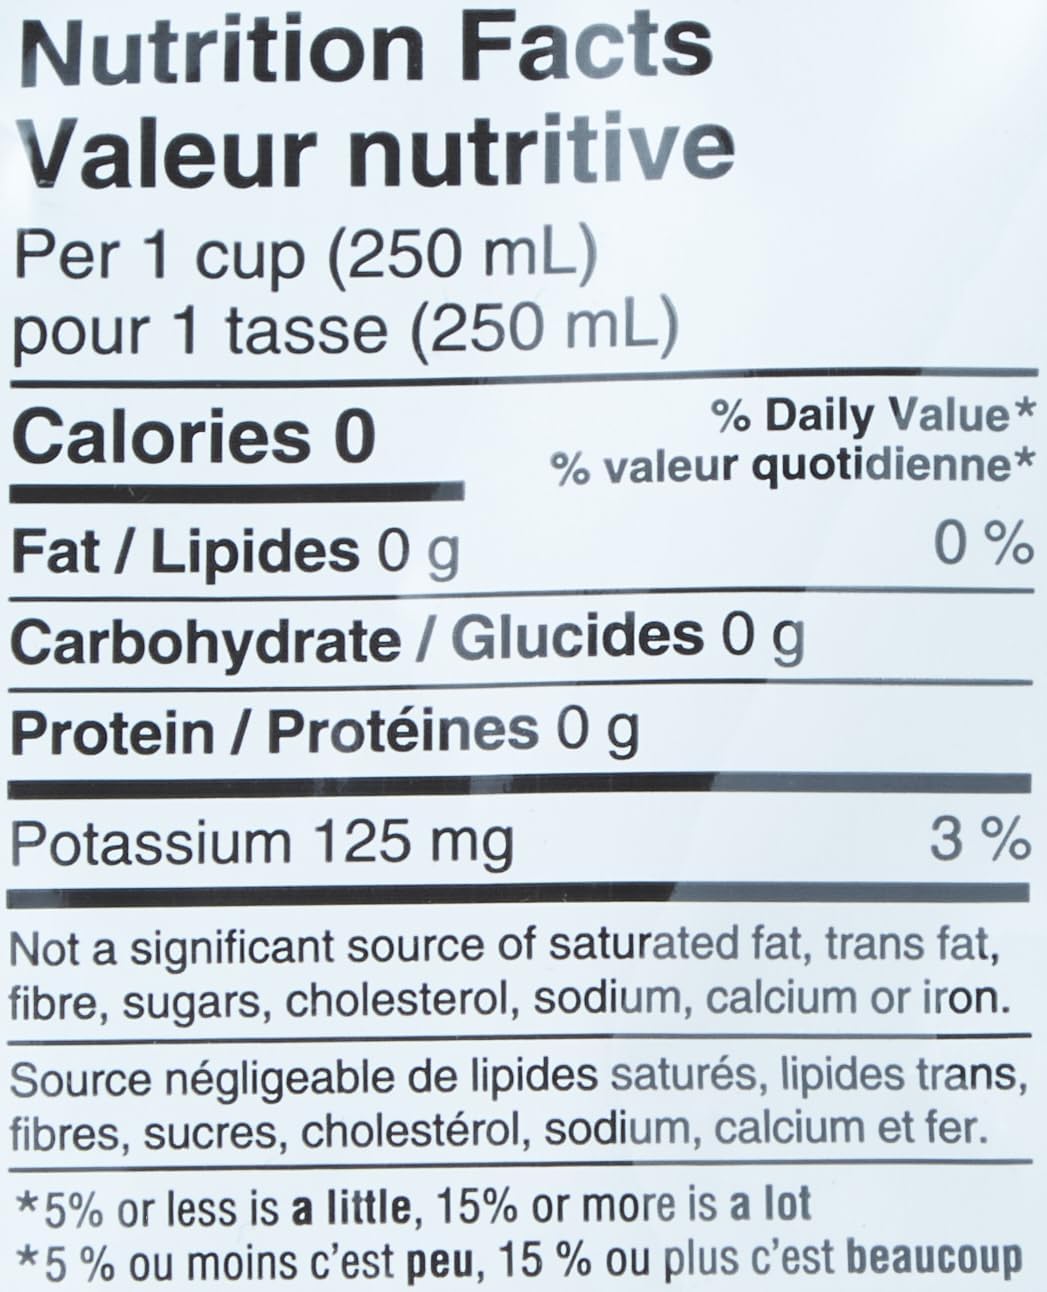 Nutrition Facts
Valeur nutritive
Per 1 cup (250 mL)
pour 1 tasse (250 mL)
Calories 0
% Daily Value*
% valeur quotidienne*
Fat / Lipides 0 g 0 %
Carbohydrate / Glucides 0 g
Protein / Protéines 0 g
Potassium 125 mg 3 %
Not a significant source of saturated fat, trans fat,
fibre, sugars, cholesterol, sodium, calcium or iron.
Source négligeable de lipides saturés, lipides trans,
fibres, sucres, cholestérol, sodium, calcium et fer.
*5% or less is a little, 15% or more is a lot
*5 % ou moins c'est peu, 15 % ou plus c'est beaucoup